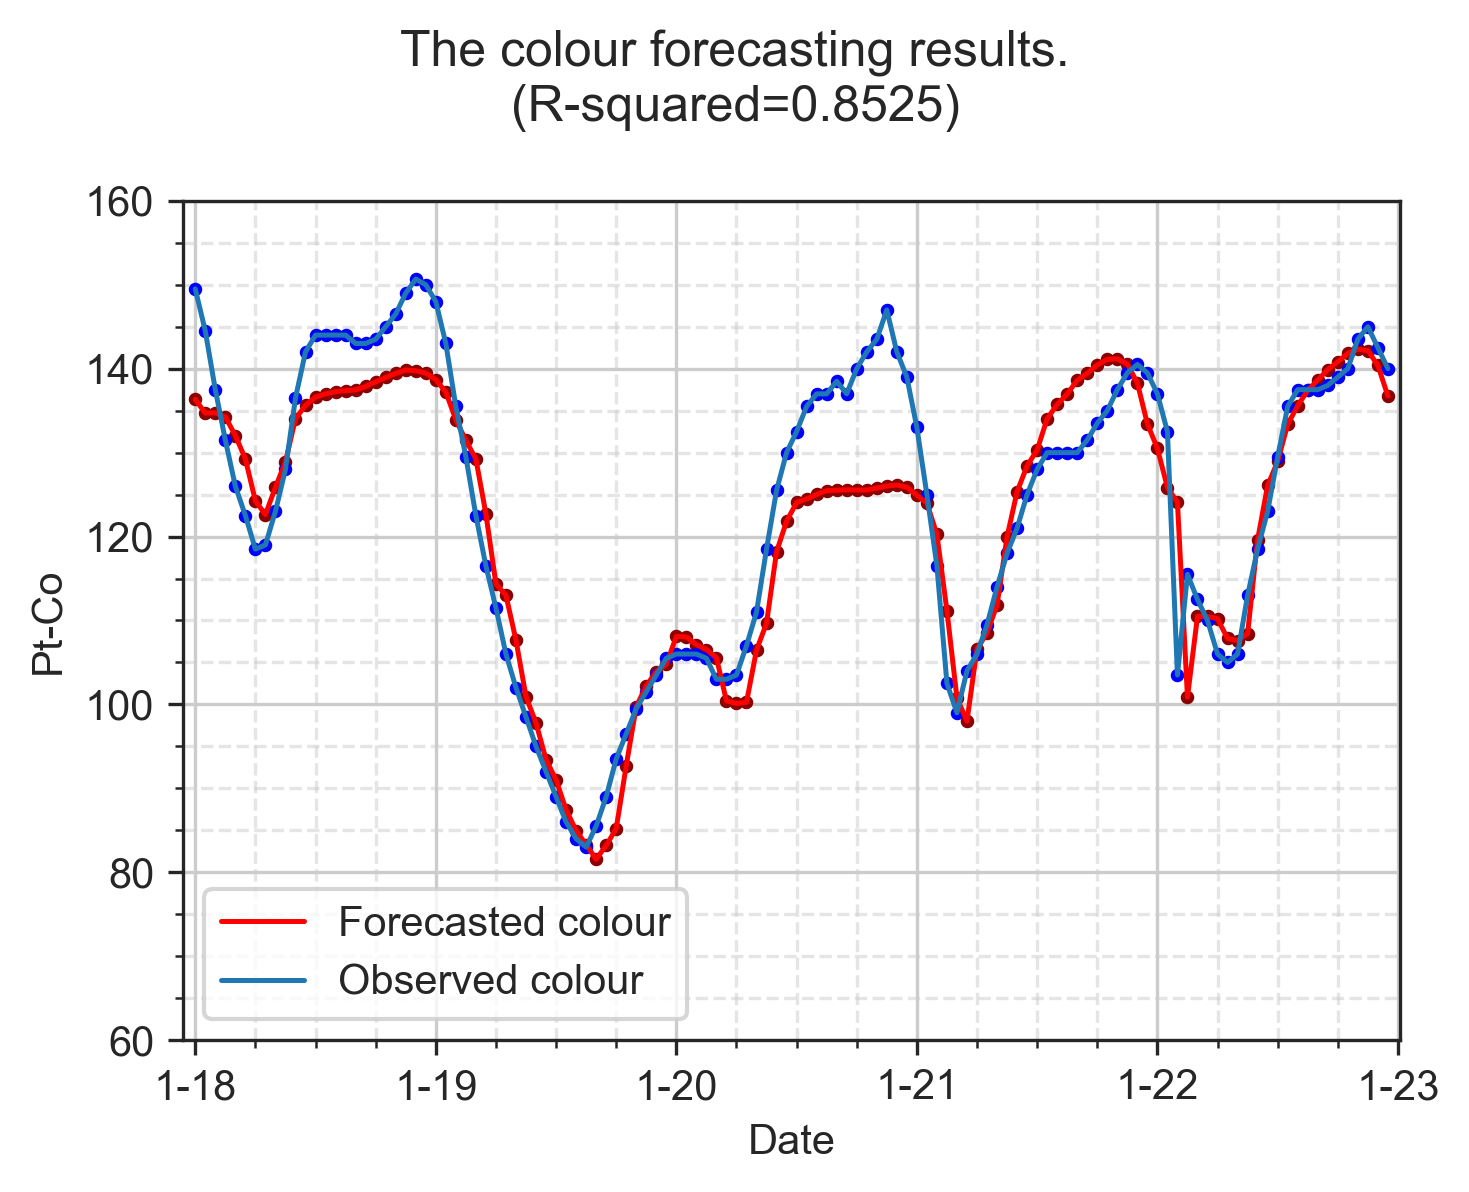 The colour forecasting results.
(R-squared=0.8525)
160
140
120
100
80
60
Pt-Co
Forecasted colour
Observed colour
1-18
1-19
1-20
1-21
1-22
1-23
Date